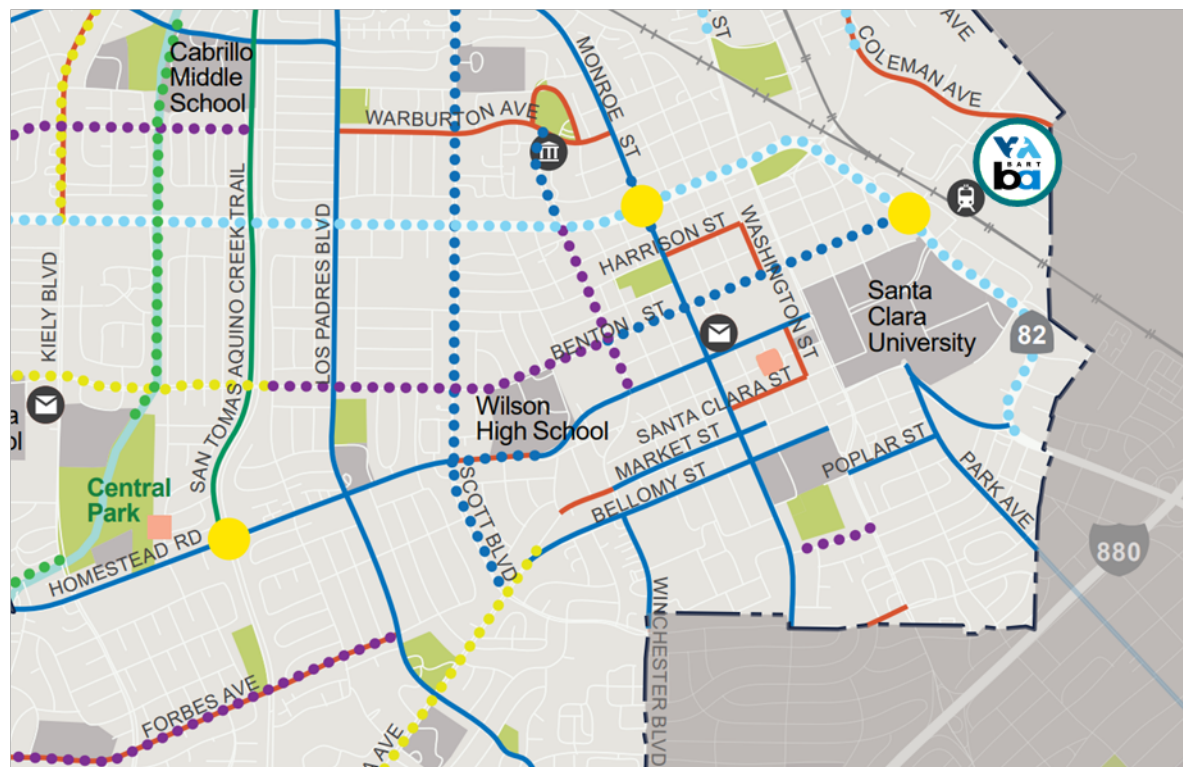 Cabrillo
Middle
School
MONROE ST
ST
AVE
COLEMAN AVE
WARBURTON AVE
BART
ba
KIELY BLVD
SAN TOMAS AQUINO CREEK TRAIL
LOS PADRES BLVD
HARRISON ST
WASHINGTON ST
BENTON ST
Santa
Clara
University
82
Wilson
High School
SANTA CLARA ST
MARKET ST
BELLOMY ST
POPLAR ST
PARK AVE
a
ol
Central
Park
HOMESTEAD RD
SCOTT BLVD
880
WINCHESTER BLVD
FORBES AVE
A AVE